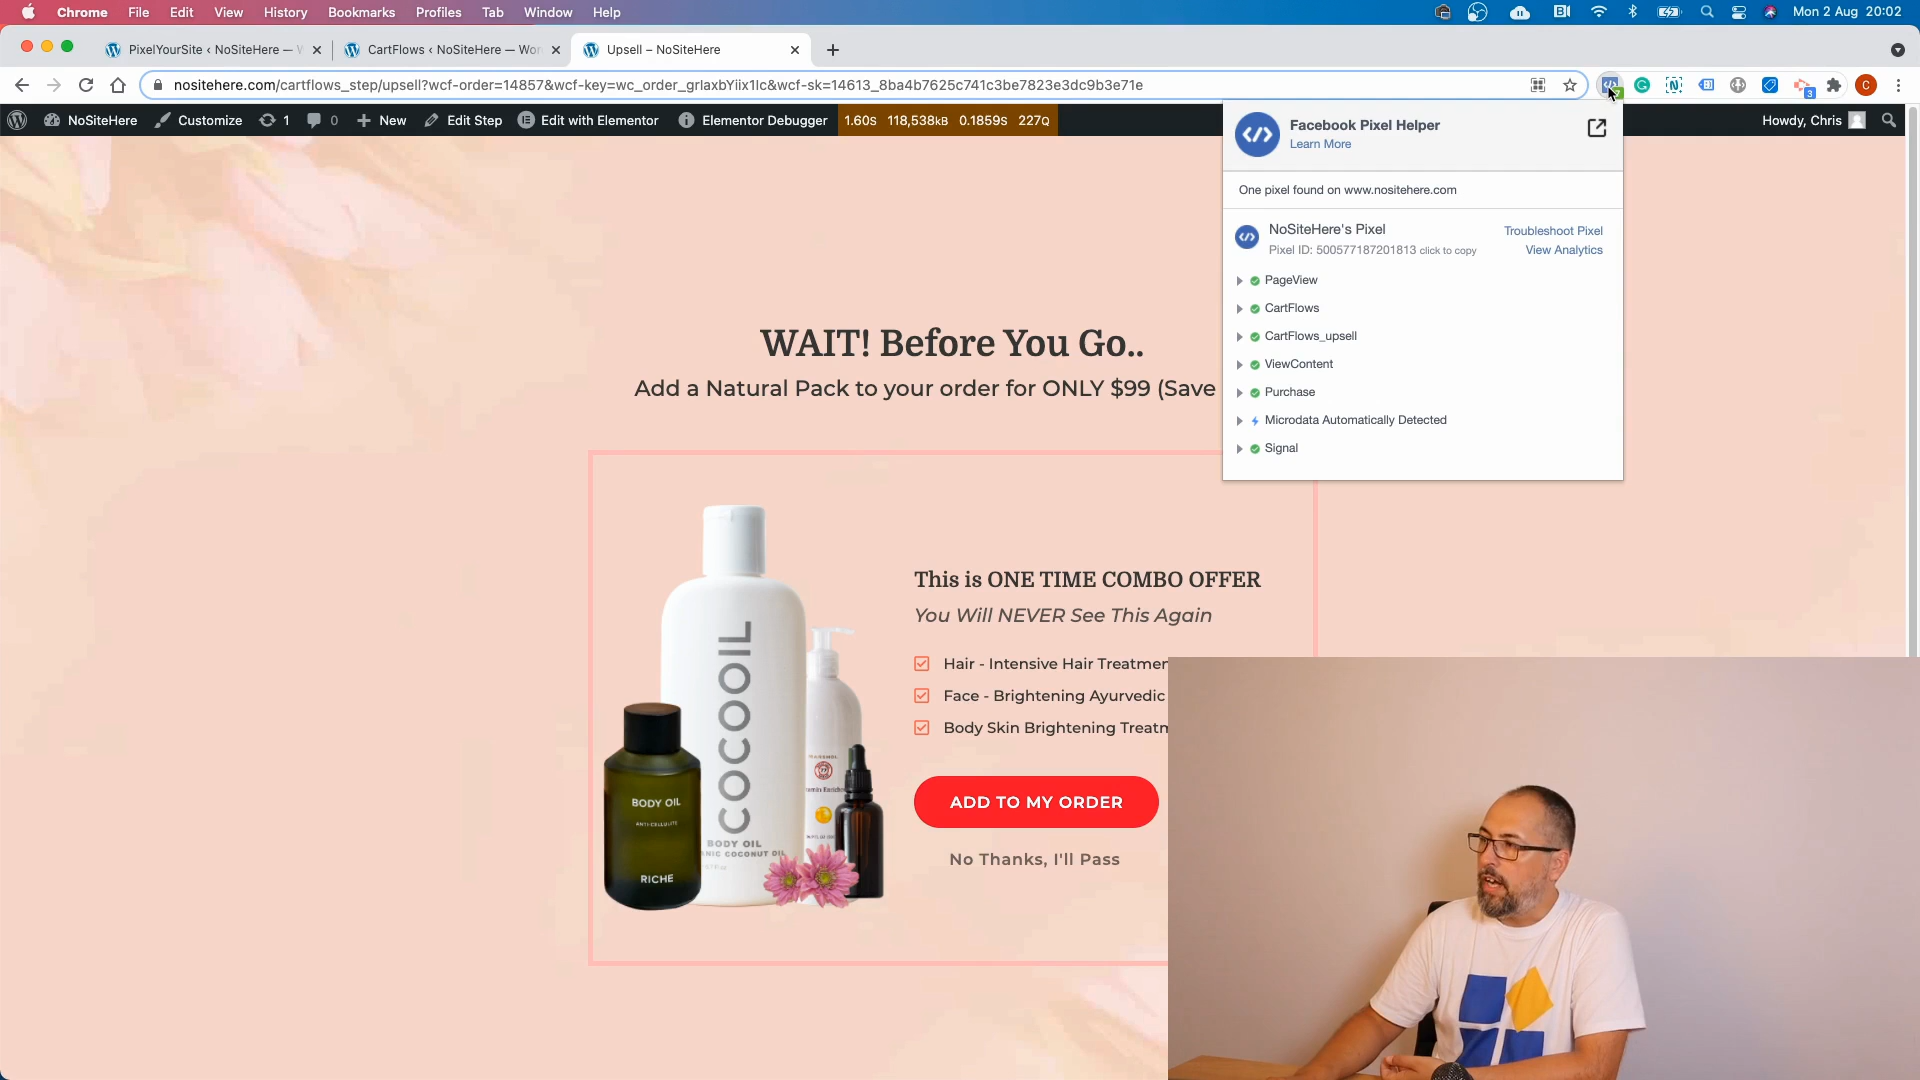 Chrome File Edit View History Bookmarks Profiles Tab Window Help
Mon 2 Aug 20:02
PixelYourSite ‹ NoSiteHere — W
CartFlows ‹ NoSiteHere — Wor
Upsell – NoSiteHere
nositehere.com/cartflows_step/upsell?wcf-order=14857&wcf-key=wc_order_grlaxbYiix1Ic&wcf-sk=14613_8ba4b7625c741c3be7823e3dc9b3e71e
3
C
NoSiteHere Customize 1 0 New Edit Step Edit with Elementor Elementor Debugger 1.60S 118,538KB 0.1859S 227Q
Howdy, Chris
Facebook Pixel Helper
Learn More
One pixel found on www.nositehere.com
NoSiteHere's Pixel
Troubleshoot Pixel
Pixel ID: 500577187201813 click to copy
View Analytics
PageView
CartFlows
CartFlows_upsell
ViewContent
Purchase
Microdata Automatically Detected
Signal
WAIT! Before You Go..
Add a Natural Pack to your order for ONLY $99 (Save
This is ONE TIME COMBO OFFER
You Will NEVER See This Again
Hair - Intensive Hair Treatmen
Face - Brightening Ayurvedic
Body Skin Brightening Treatm
ADD TO MY ORDER
No Thanks, I'll Pass
COCOOIL
BODY OIL
NIC COCONUT OIL
BODY OIL
ANTI-CELLULITE
RICHE